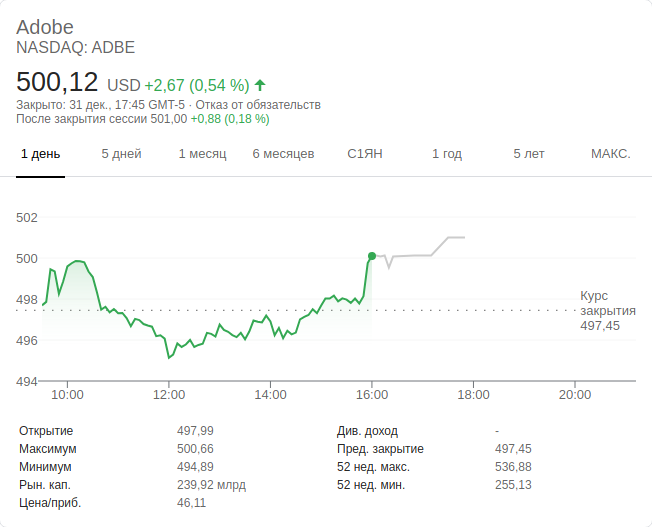 Adobe
NASDAQ: ADBE
500,12 USD +2,67 (0,54 %)
Закрыто: 31 дек., 17:45 GMT-5 · Отказ от обязательств
После закрытия сессии 501,00 +0,88 (0,18 %)
1 день 5 дней 1 месяц 6 месяцев С1ЯН 1 год 5 лет МАКС.
502
500
498
496
494
Курс
закрытия
497,45
10:00 12:00 14:00 16:00 18:00 20:00
Открытие 497,99 Див. доход -
Максимум 500,66 Пред. закрытие 497,45
Минимум 494,89 52 нед. макс. 536,88
Рын. кап. 239,92 млрд 52 нед. мин. 255,13
Цена/приб. 46,11